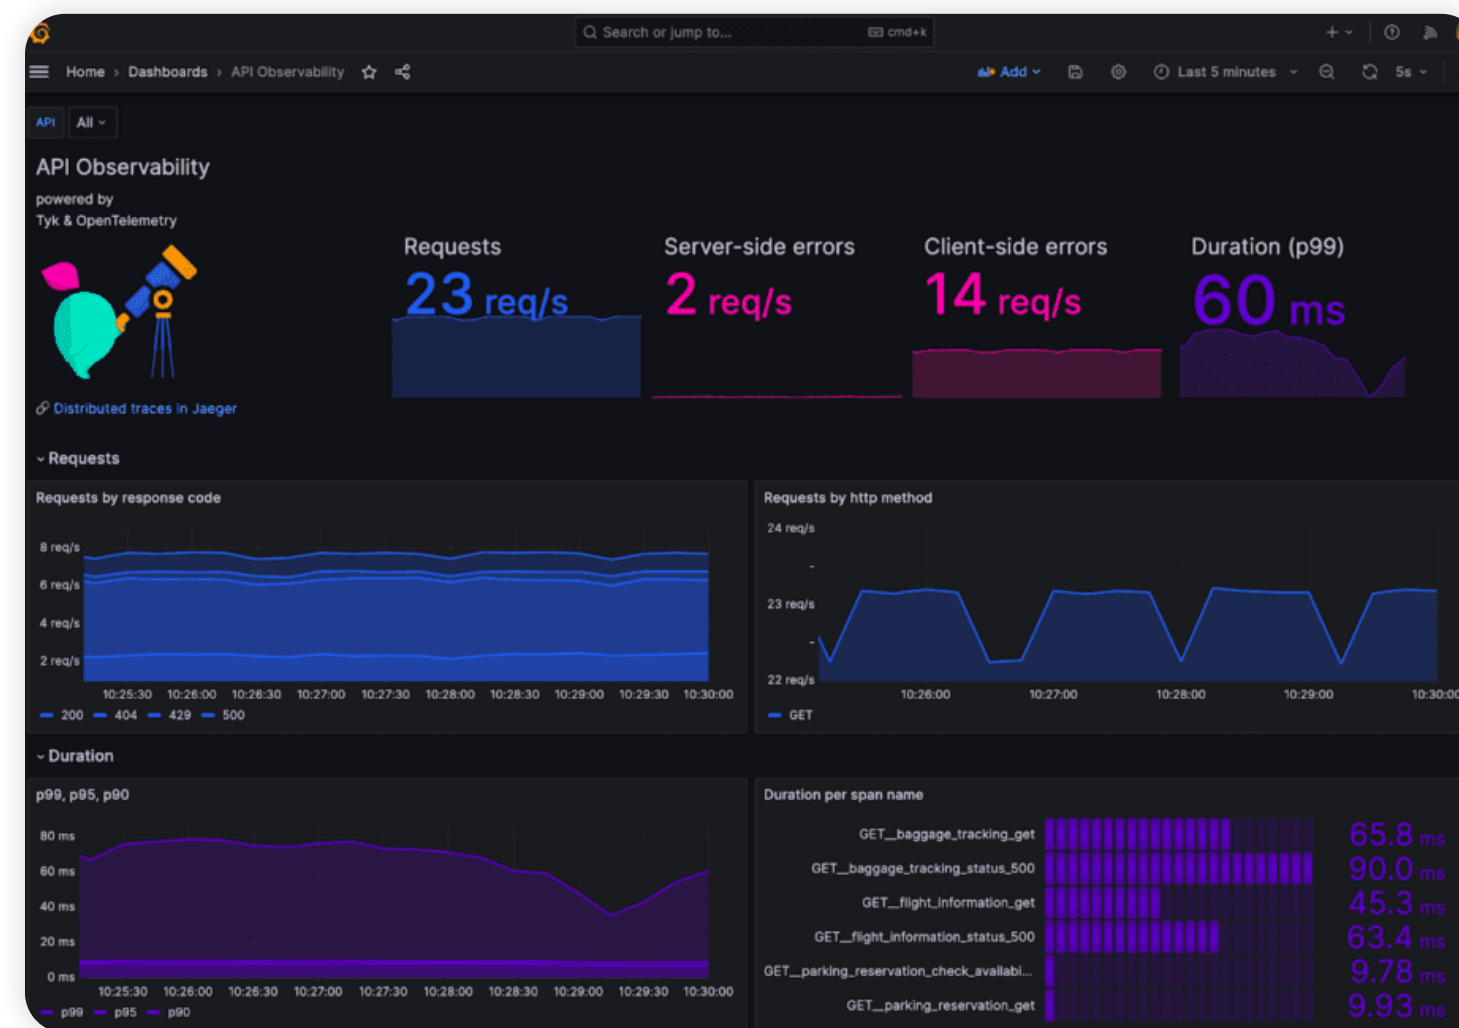 Search or jump to... cmd+k
Home › Dashboards › API Observability
Add
Last 5 minutes
5s
API All
API Observability
powered by
Tyk & OpenTelemetry
Distributed traces in Jaeger
Requests
23 req/s
Server-side errors
2 req/s
Client-side errors
14 req/s
Duration (p99)
60 ms
Requests
Requests by response code
8 req/s
6 req/s
4 req/s
2 req/s
10:25:30 10:26:00 10:26:30 10:27:00 10:27:30 10:28:00 10:28:30 10:29:00 10:29:30 10:30:00
200 404 429 500
Requests by http method
24 req/s
-
23 req/s
-
22 req/s
10:26:00 10:27:00 10:28:00 10:29:00 10:30:00
GET
Duration
p99, p95, p90
80 ms
60 ms
40 ms
20 ms
0 ms
10:25:30 10:26:00 10:26:30 10:27:00 10:27:30 10:28:00 10:28:30 10:29:00 10:29:30 10:30:00
p99 p95 p90
Duration per span name
GET__baggage_tracking_get 65.8 ms
GET__baggage_tracking_status_500 90.0 ms
GET__flight_information_get 45.3 ms
GET__flight_information_status_500 63.4 ms
GET__parking_reservation_check_availabi... 9.78 ms
GET__parking_reservation_get 9.93 ms